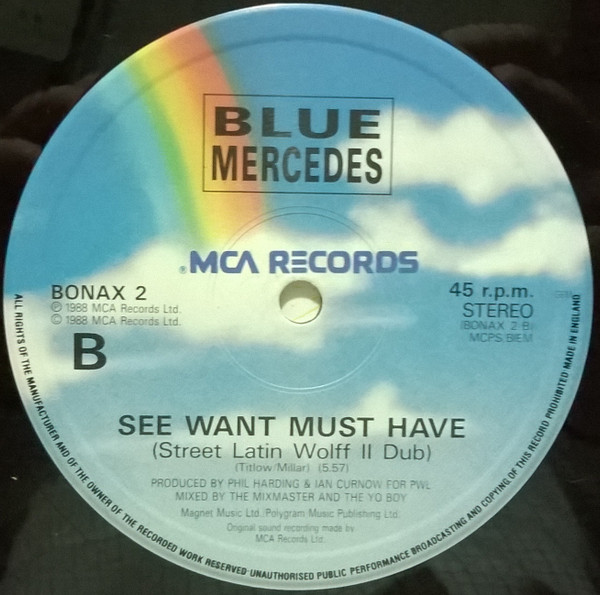 BLUE
MERCEDES
MCA RECORDS
BONAX 2
℗ 1988 MCA Records Ltd.
© 1988 MCA Records Ltd.
B
45 r.p.m.
STEREO
(BONAX 2-B)
MCPS/BIEM
SEE WANT MUST HAVE
(Street Latin Wolff II Dub)
(Titlow/Millar) (5.57)
PRODUCED BY PHIL HARDING & IAN CURNOW FOR PWL
MIXED BY THE MIXMASTER AND THE YO BOY
Magnet Music Ltd./Polygram Music Publishing Ltd.
Original sound recording made by
MCA Records Ltd.
ALL RIGHTS OF THE MANUFACTURER AND OF THE OWNER OF THE RECORDED WORK RESERVED UNAUTHORISED PUBLIC PERFORMANCE BROADCASTING AND COPYING OF THIS RECORD PROHIBITED MADE IN ENGLAND